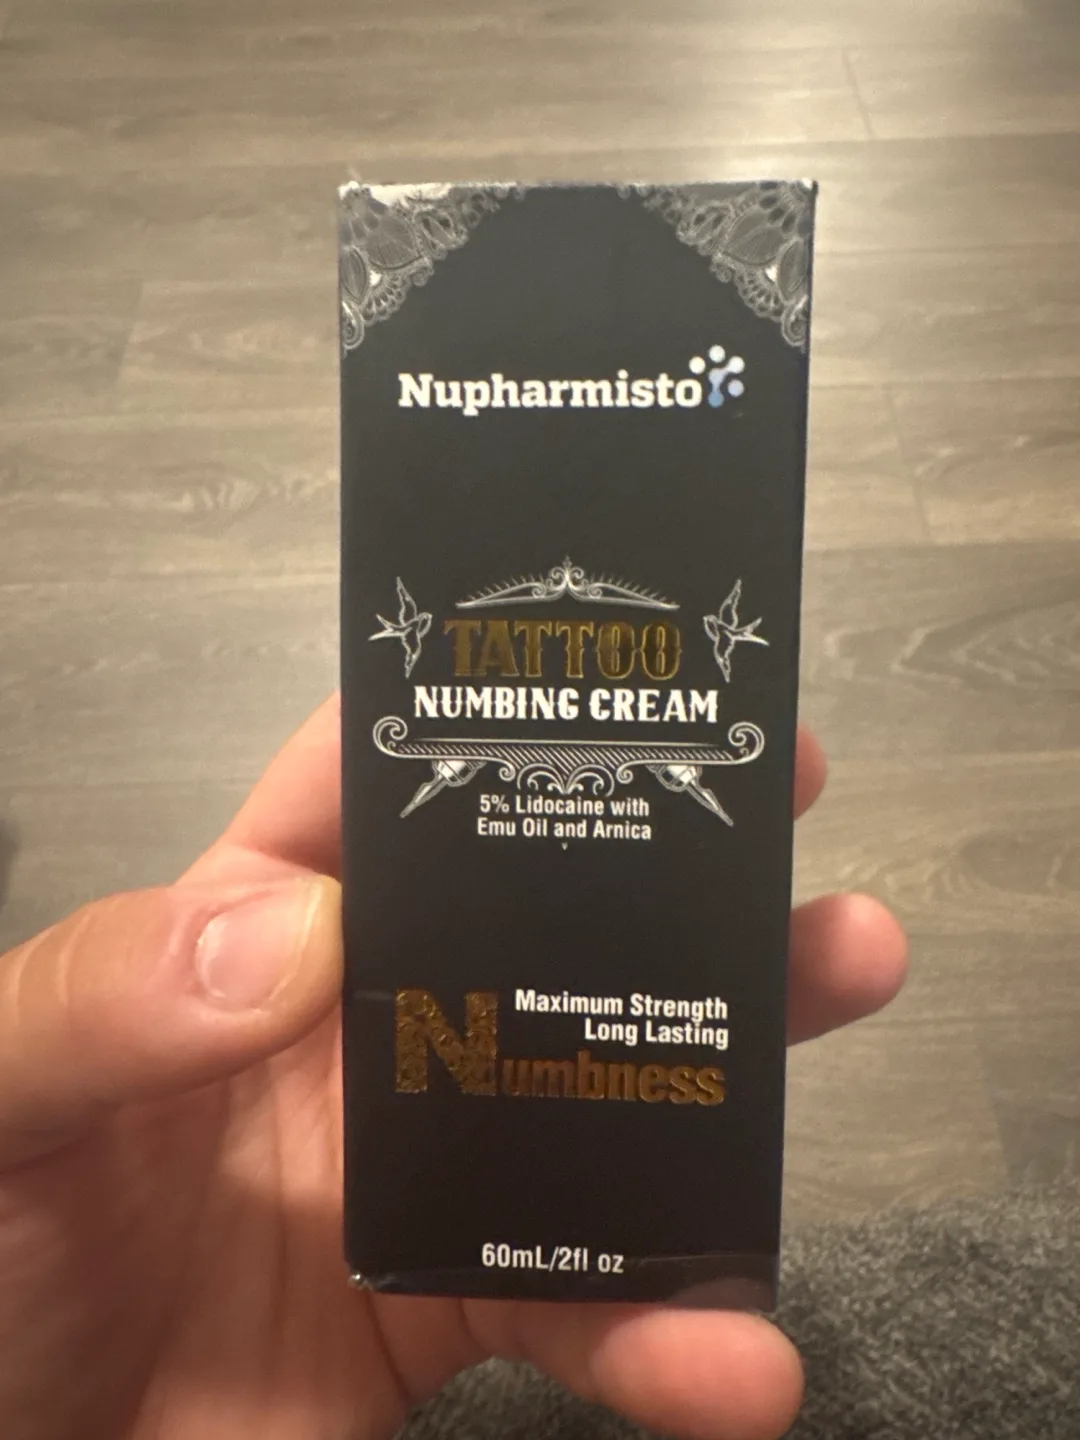 Nupharmisto
TATTOO
NUMBING CREAM
5% Lidocaine with
Emu Oil and Arnica
Maximum Strength
Long Lasting
Numbness
60mL/2fl oz